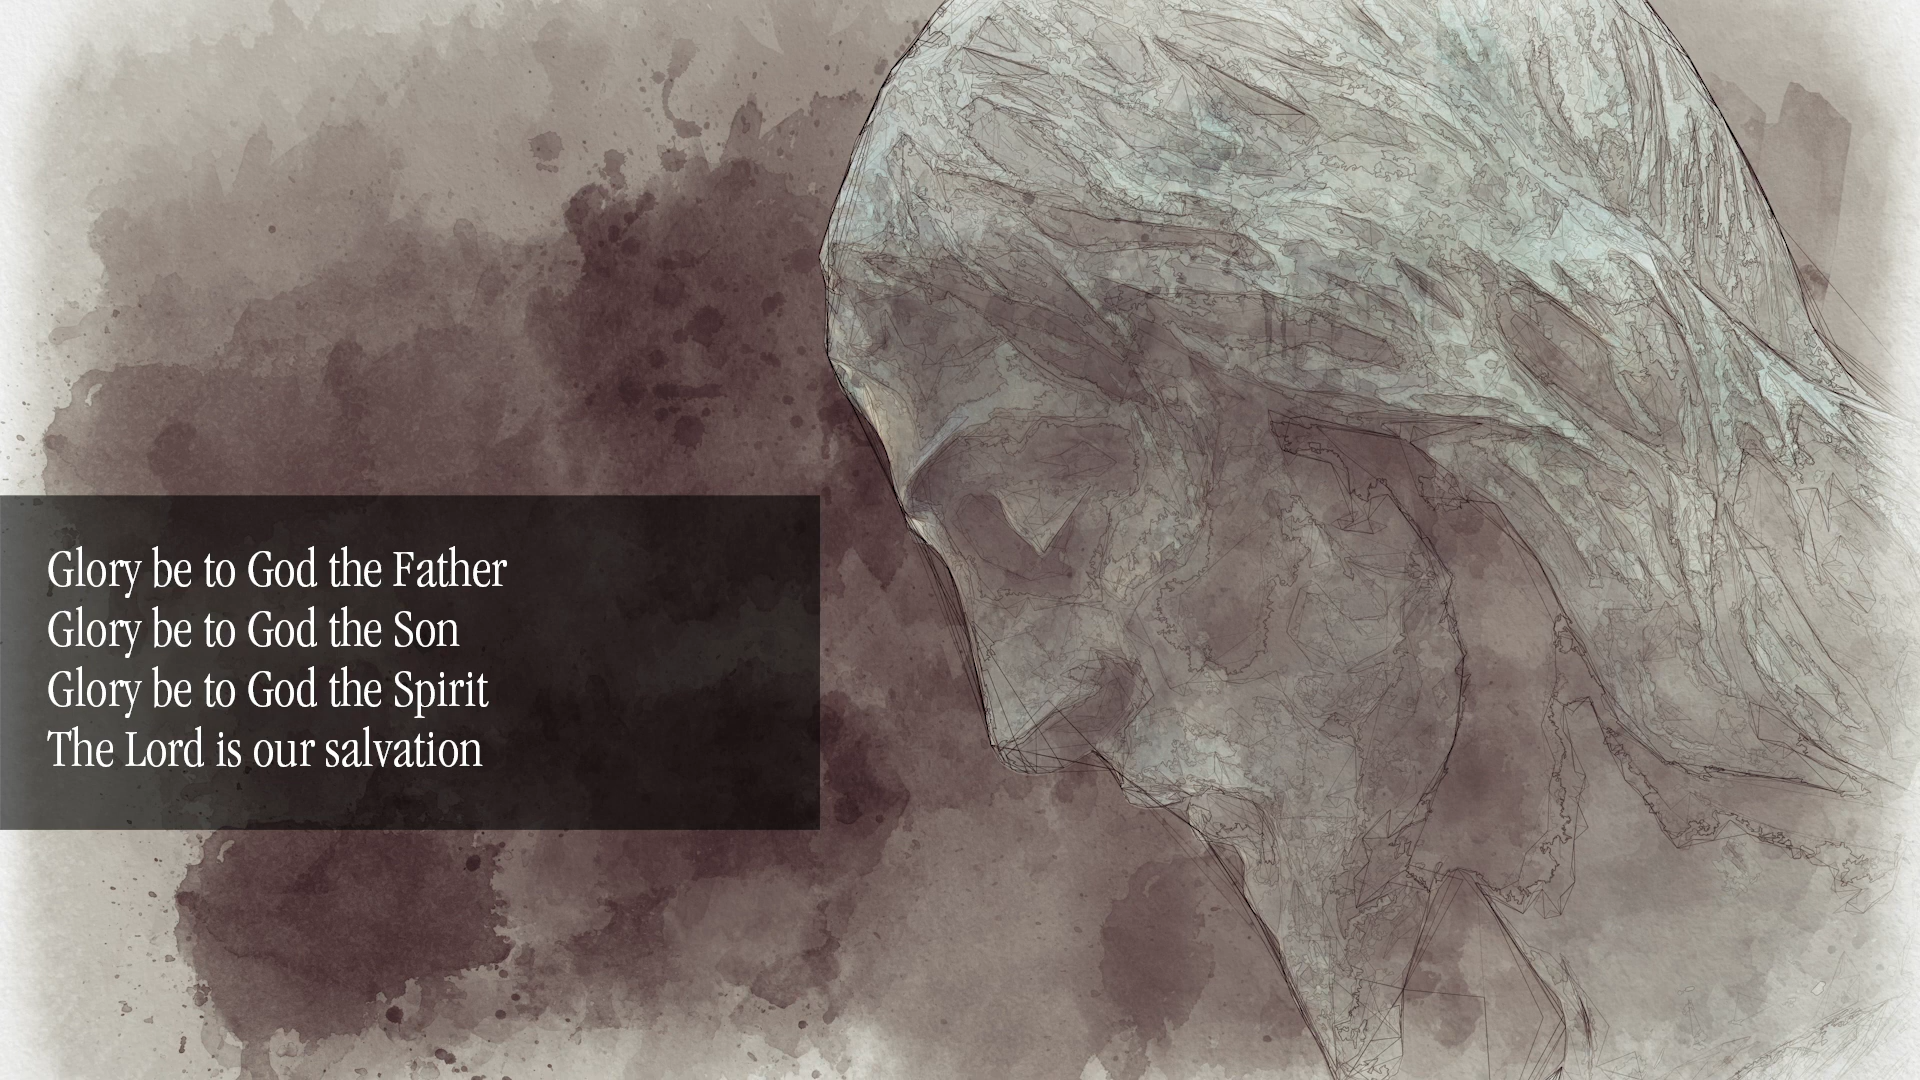 Glory be to God the Father
Glory be to God the Son
Glory be to God the Spirit
The Lord is our salvation